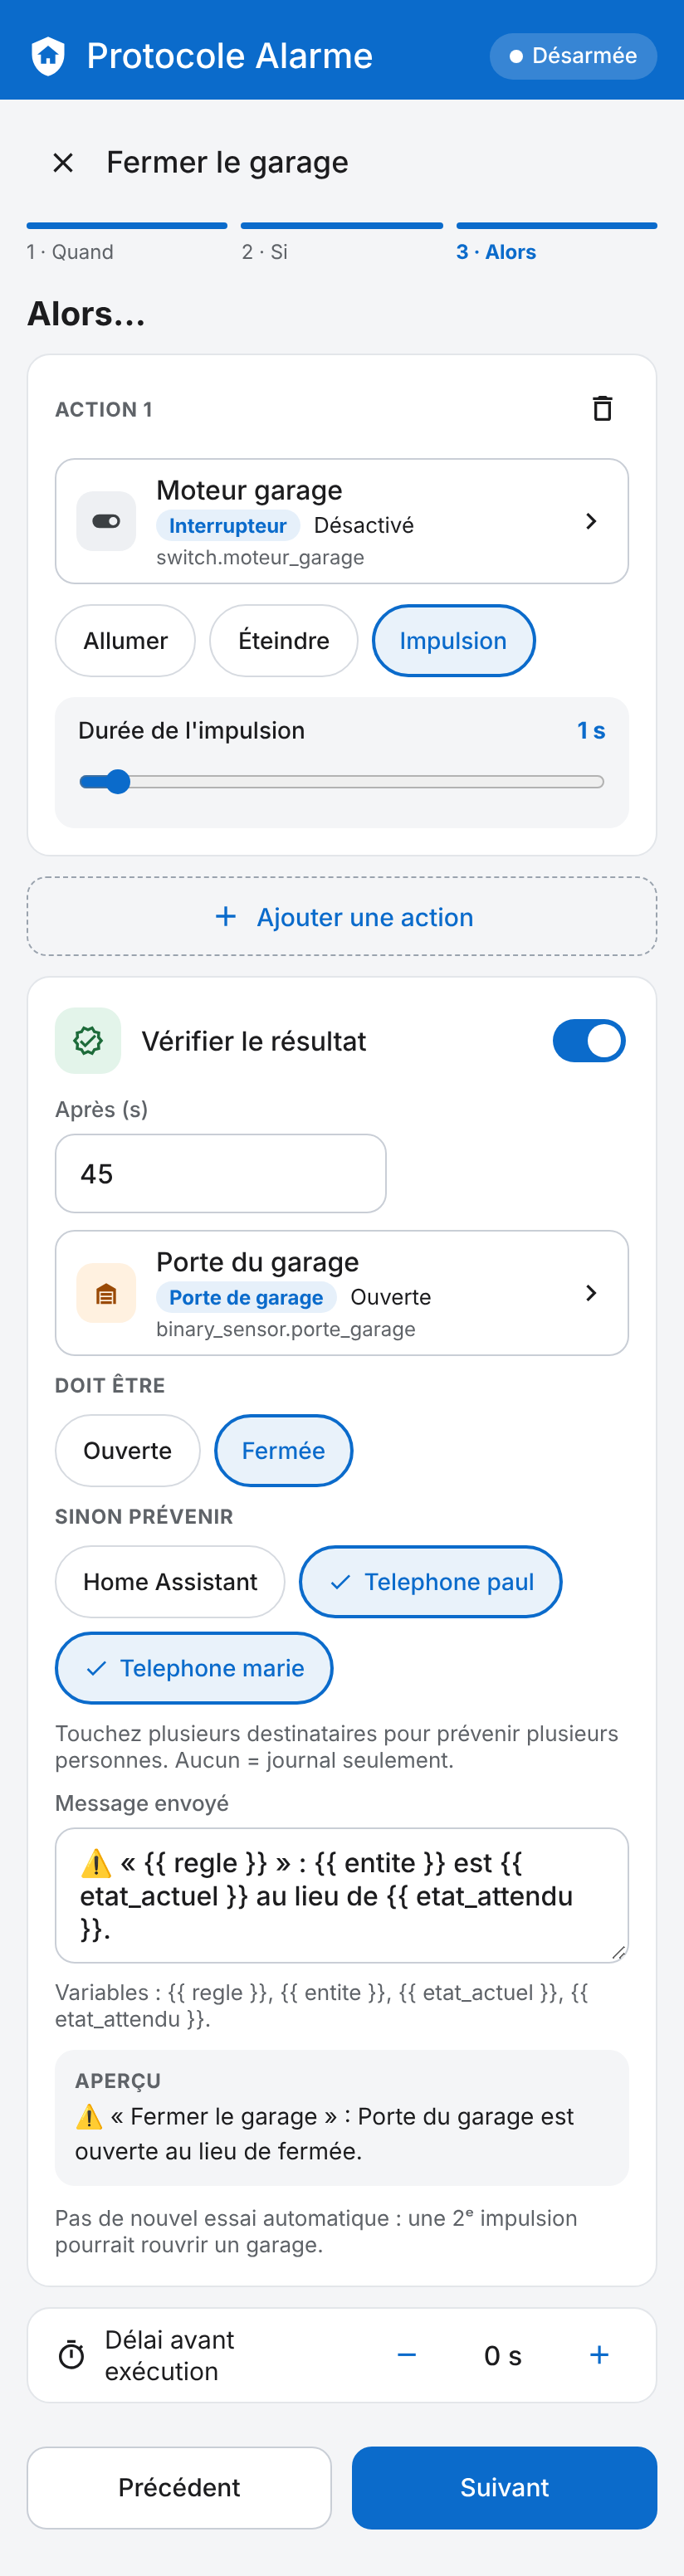 Protocole Alarme
Désarmée
Fermer le garage
1 · Quand
2 · Si
3 · Alors
Alors...
ACTION 1
Moteur garage
Interrupteur Désactivé
switch.moteur_garage
Allumer
Éteindre
Impulsion
Durée de l'impulsion
1 s
+ Ajouter une action
Vérifier le résultat
Après (s)
45
Porte du garage
Porte de garage Ouverte
binary_sensor.porte_garage
DOIT ÊTRE
Ouverte
Fermée
SINON PRÉVENIR
Home Assistant
Telephone paul
Telephone marie
Touchez plusieurs destinataires pour prévenir plusieurs
personnes. Aucun = journal seulement.
Message envoyé
⚠️ « {{ regle }} » : {{ entite }} est {{
etat_actuel }} au lieu de {{ etat_attendu
}}.
Variables : {{ regle }}, {{ entite }}, {{ etat_actuel }}, {{
etat_attendu }}.
APERÇU
⚠️ « Fermer le garage » : Porte du garage est
ouverte au lieu de fermée.
Pas de nouvel essai automatique : une 2ᵉ impulsion
pourrait rouvrir un garage.
Délai avant
exécution
− 0 s +
Précédent
Suivant